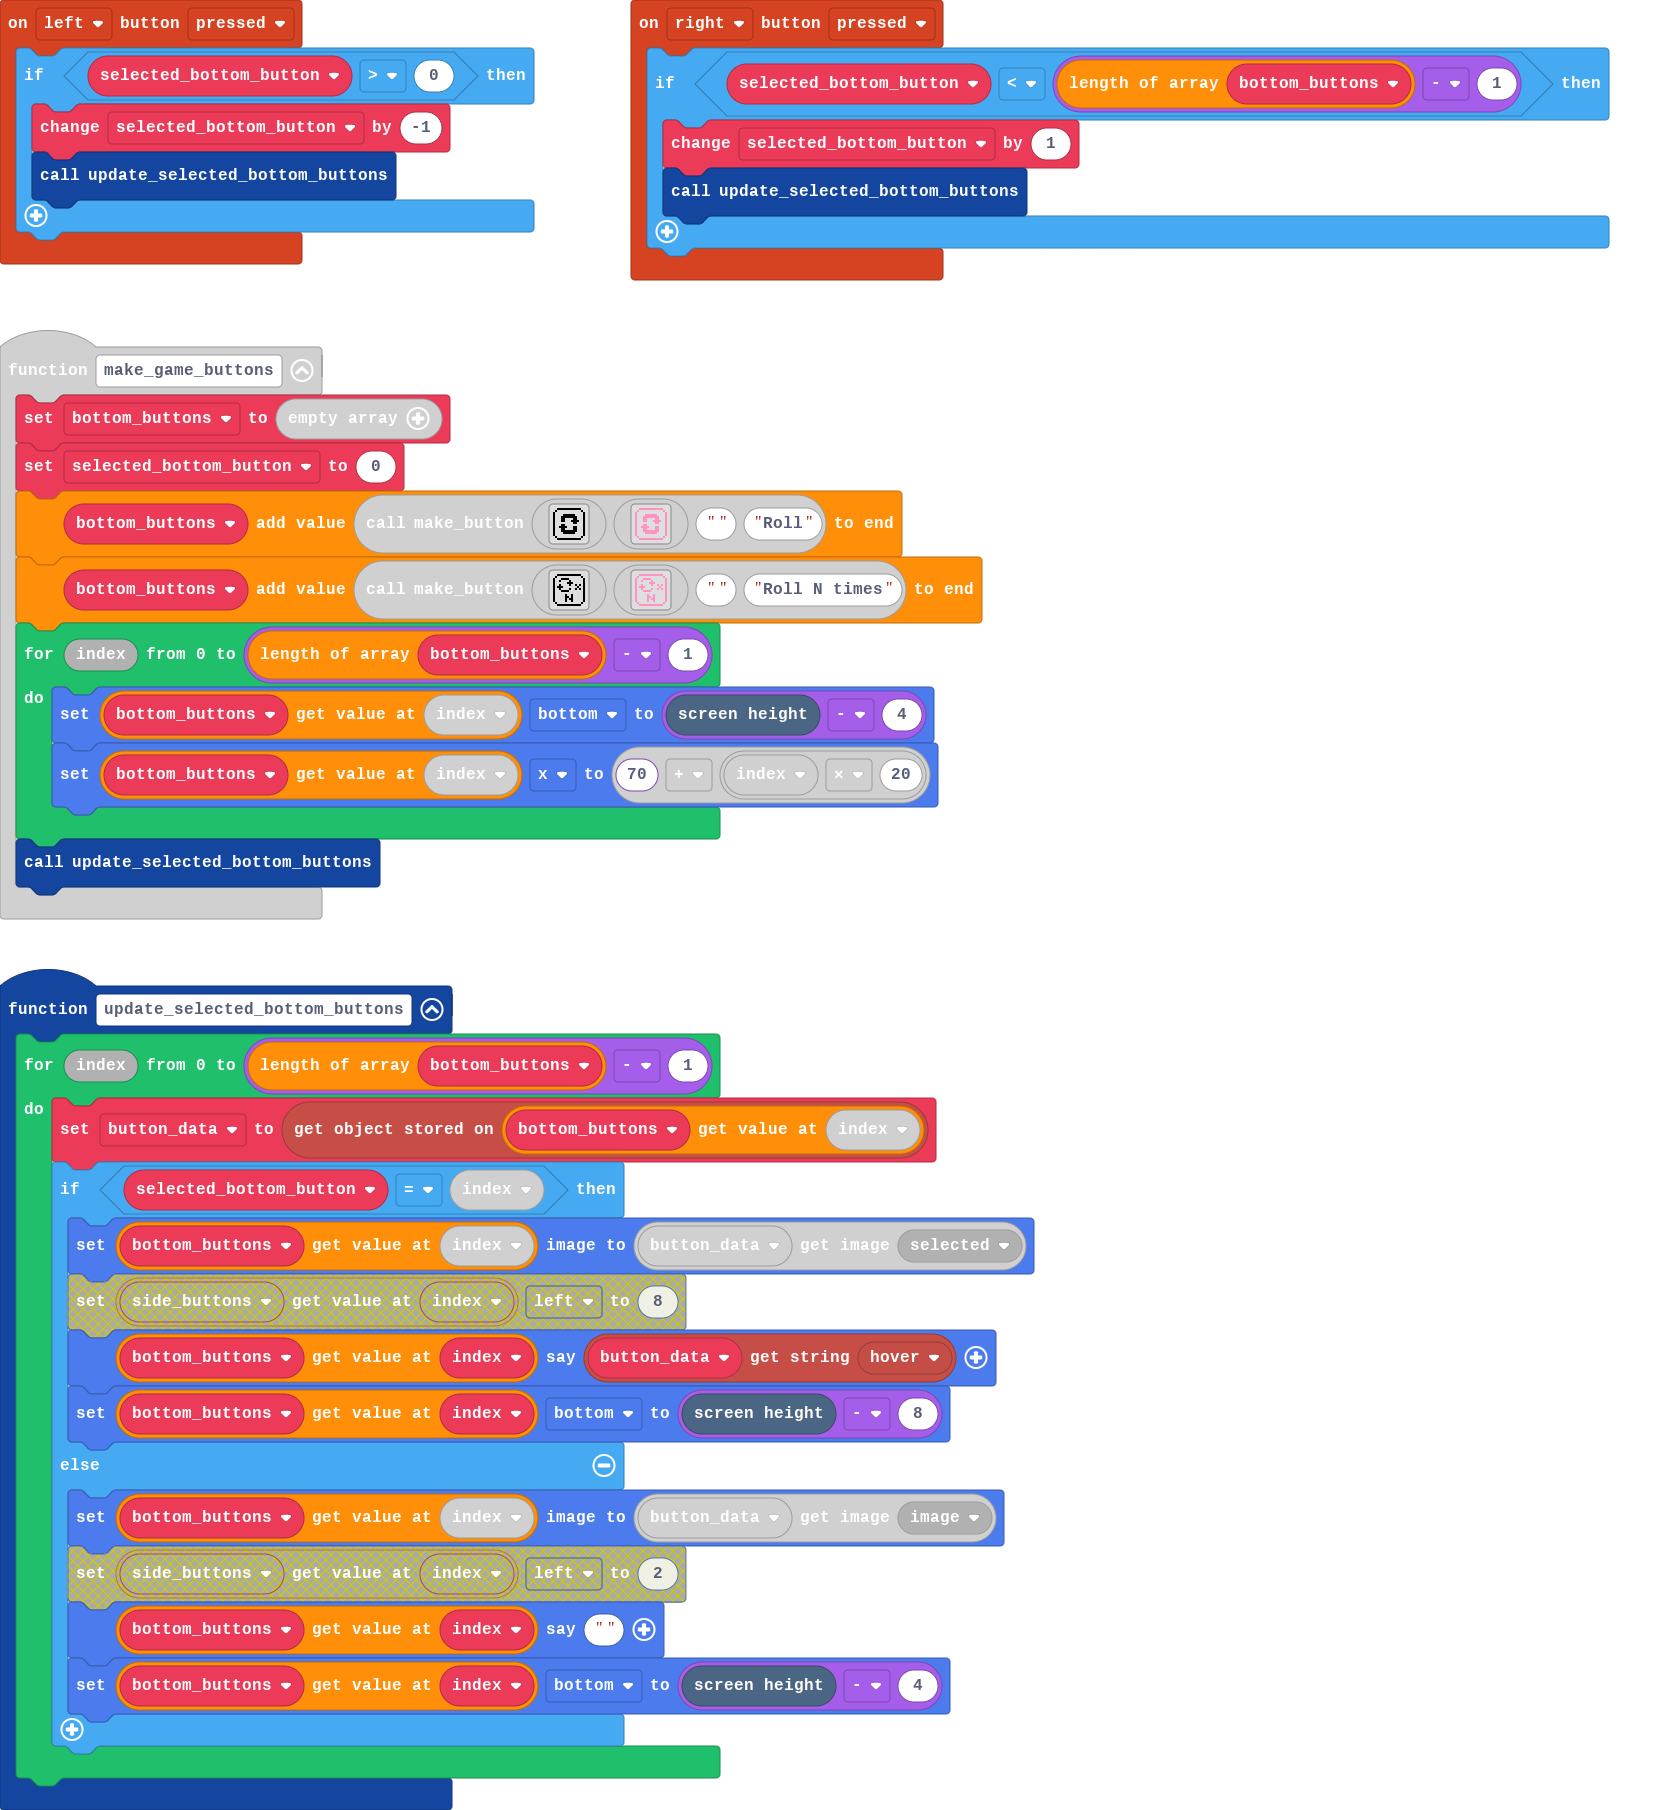 on left button pressed
if selected_bottom_button > 0 then
change selected_bottom_button by -1
call update_selected_bottom_buttons
on right button pressed
if selected_bottom_button < length of array bottom_buttons - 1 then
change selected_bottom_button by 1
call update_selected_bottom_buttons
function make_game_buttons
set bottom_buttons to empty array
set selected_bottom_button to 0
bottom_buttons add value call make_button " " "Roll" to end
bottom_buttons add value call make_button N N " " "Roll N times" to end
for index from 0 to length of array bottom_buttons - 1
do
set bottom_buttons get value at index bottom to screen height - 4
set bottom_buttons get value at index x to 70 + index × 20
call update_selected_bottom_buttons
function update_selected_bottom_buttons
for index from 0 to length of array bottom_buttons - 1
do
set button_data to get object stored on bottom_buttons get value at index
if selected_bottom_button = index then
set bottom_buttons get value at index image to button_data get image selected
set side_buttons get value at index left to 8
bottom_buttons get value at index say button_data get string hover
set bottom_buttons get value at index bottom to screen height - 8
else
set bottom_buttons get value at index image to button_data get image image
set side_buttons get value at index left to 2
bottom_buttons get value at index say " "
set bottom_buttons get value at index bottom to screen height - 4